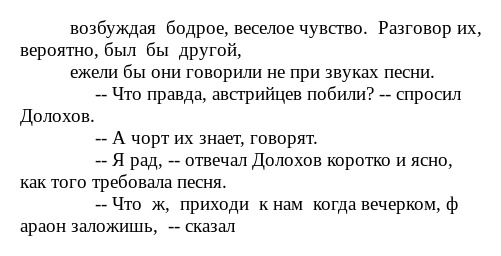 возбуждая  бодрое, веселое чувство.  Разговор их,
вероятно, был  бы  другой,
ежели бы они говорили не при звуках песни.
-- Что правда, австрийцев побили? -- спросил
Долохов.
-- А чорт их знает, говорят.
-- Я рад, -- отвечал Долохов коротко и ясно,
как того требовала песня.
-- Что  ж,  приходи  к нам  когда вечерком, ф
араон заложишь,  -- сказал